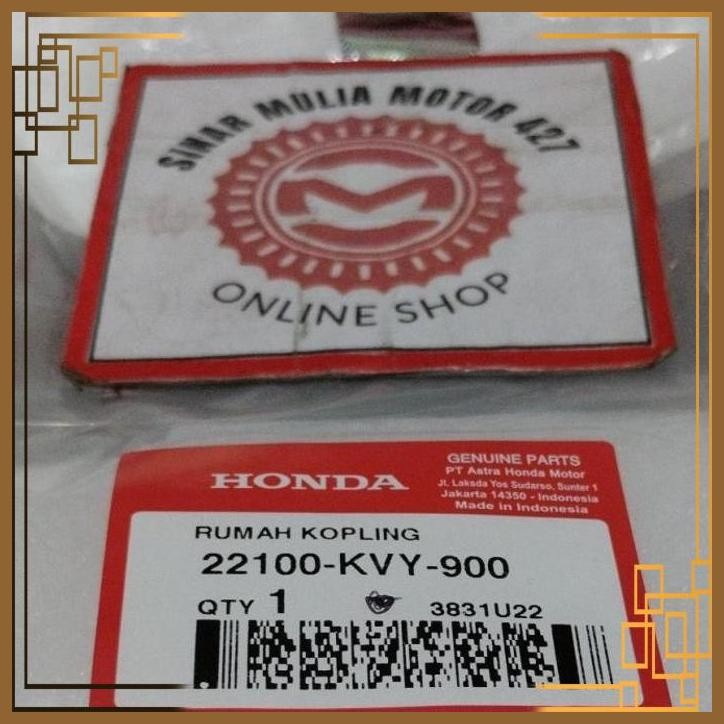 SINAR MULIA MOTOR 427
M
ONLINE SHOP
HONDA
GENUINE PARTS
PT Astra Honda Motor
Jl. Laksda Yos Sudarso, Sunter 1
Jakarta 14350 - Indonesia
Made in Indonesia
RUMAH KOPLING
22100-KVY-900
QTY 1
3831U22